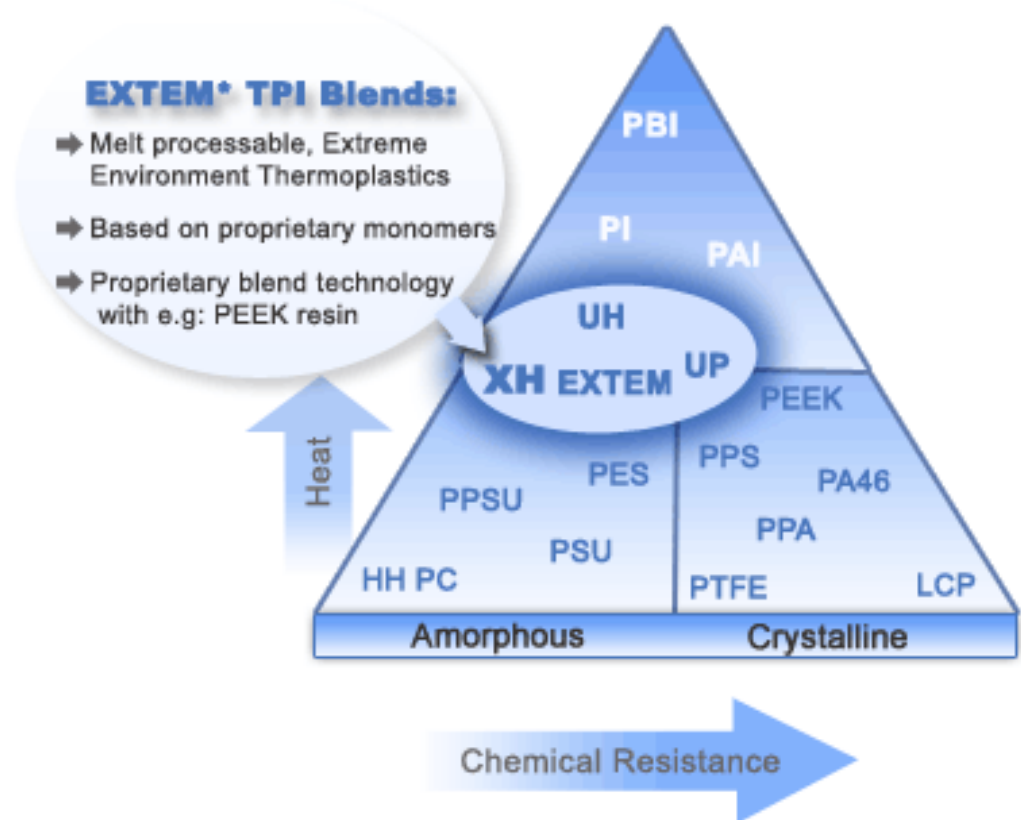 EXTEM* TPI Blends:
Melt processable, Extreme
Environment Thermoplastics
Based on proprietary monomers
Proprietary blend technology
with e.g: PEEK resin
PBI
PI
PAI
UH
XH EXTEM UP
PEEK
PES
PPS
PPSU
PA46
PSU
PPA
HH PC
PTFE
LCP
Heat
Amorphous
Crystalline
Chemical Resistance